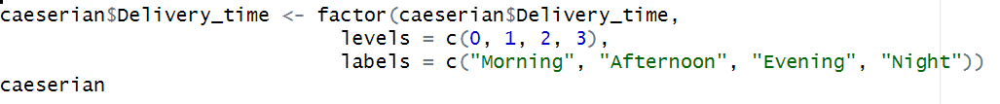 caeserian$Delivery_time <- factor(caeserian$Delivery_time,
levels = c(0, 1, 2, 3),
labels = c("Morning", "Afternoon", "Evening", "Night"))
caeserian